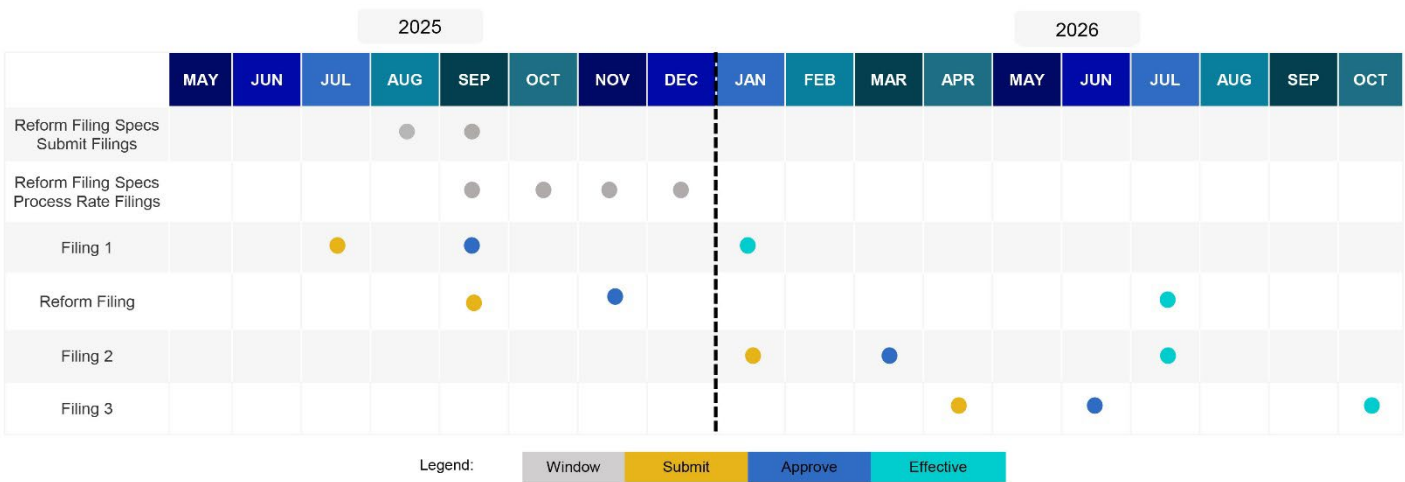 2025
2026
MAY JUN JUL AUG SEP OCT NOV DEC JAN FEB MAR APR MAY JUN JUL AUG SEP OCT
Reform Filing Specs
Submit Filings
Reform Filing Specs
Process Rate Filings
Filing 1
Reform Filing
Filing 2
Filing 3
Legend: Window Submit Approve Effective